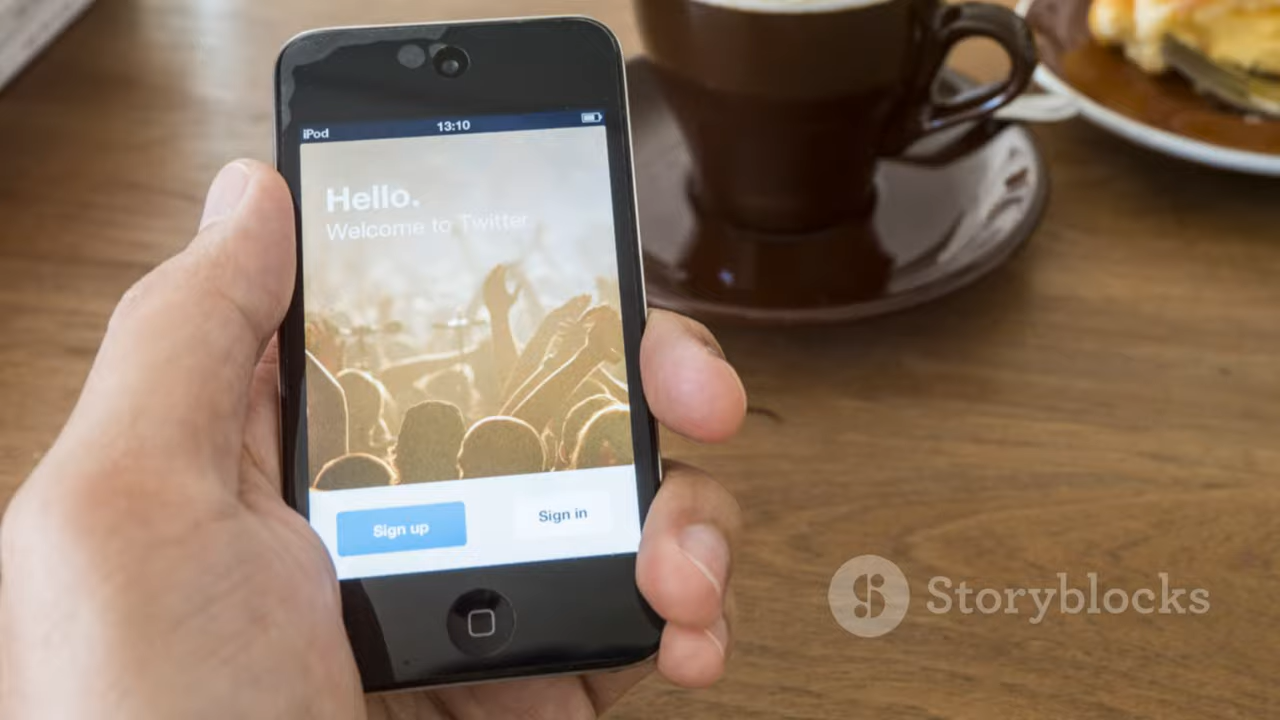 iPod 13:10
Hello.
Welcome to Twitter
Sign up Sign in
Storyblocks